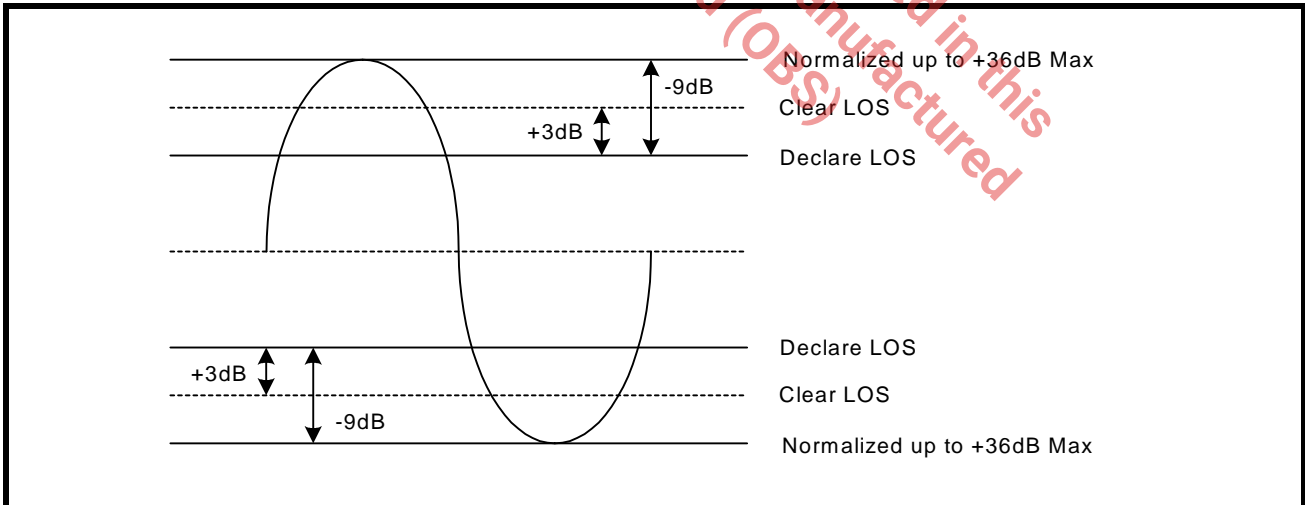 Normalized up to +36dB Max
-9dB
Clear LOS
+3dB
Declare LOS
Declare LOS
+3dB
Clear LOS
-9dB
Normalized up to +36dB Max
d in this
anufactured
(OBS)